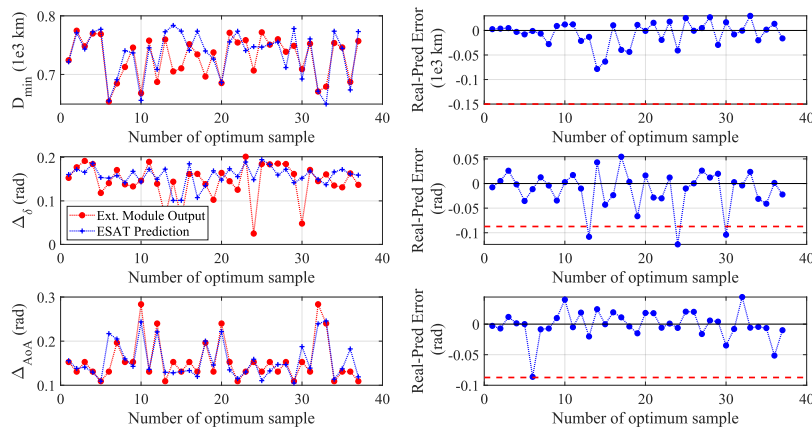 D_min (1e3 km)
0.8
0.7
0 10 20 30 40
Number of optimum sample
Real-Pred Error
(1e3 km)
0
-0.05
-0.1
-0.15
0 10 20 30 40
Number of optimum sample
Δ_δ (rad)
0.2
0.1
0
Ext. Module Output
ESAT Prediction
0 10 20 30 40
Number of optimum sample
Real-Pred Error
(rad)
0.05
0
-0.05
-0.1
0 10 20 30 40
Number of optimum sample
Δ_AoA (rad)
0.3
0.2
0.1
0 10 20 30 40
Number of optimum sample
Real-Pred Error
(rad)
0
-0.05
-0.1
0 10 20 30 40
Number of optimum sample